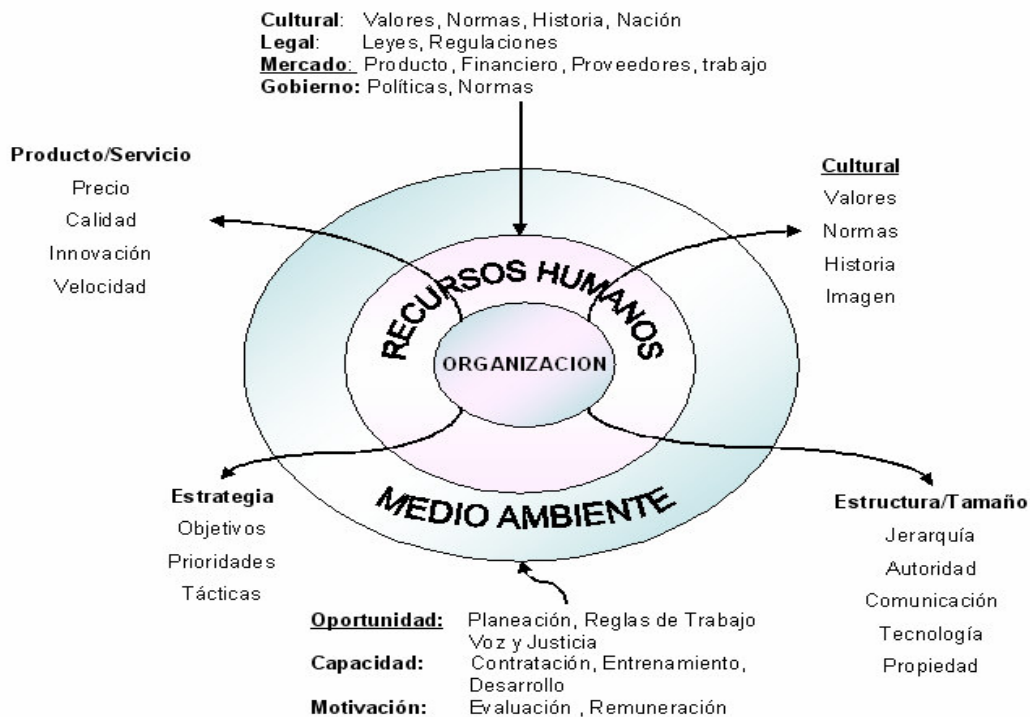 Cultural: Valores, Normas, Historia, Nación
Legal: Leyes, Regulaciones
Mercado: Producto, Financiero, Proveedores, trabajo
Gobierno: Políticas, Normas
Producto/Servicio
Precio
Calidad
Innovación
Velocidad
Cultural
Valores
Normas
Historia
Imagen
RECURSOS HUMANOS
ORGANIZACION
MEDIO AMBIENTE
Estrategia
Objetivos
Prioridades
Tácticas
Estructura/Tamaño
Jerarquía
Autoridad
Comunicación
Tecnología
Propiedad
Oportunidad: Planeación, Reglas de Trabajo
Voz y Justicia
Capacidad: Contratación, Entrenamiento,
Desarrollo
Motivación: Evaluación , Remuneración